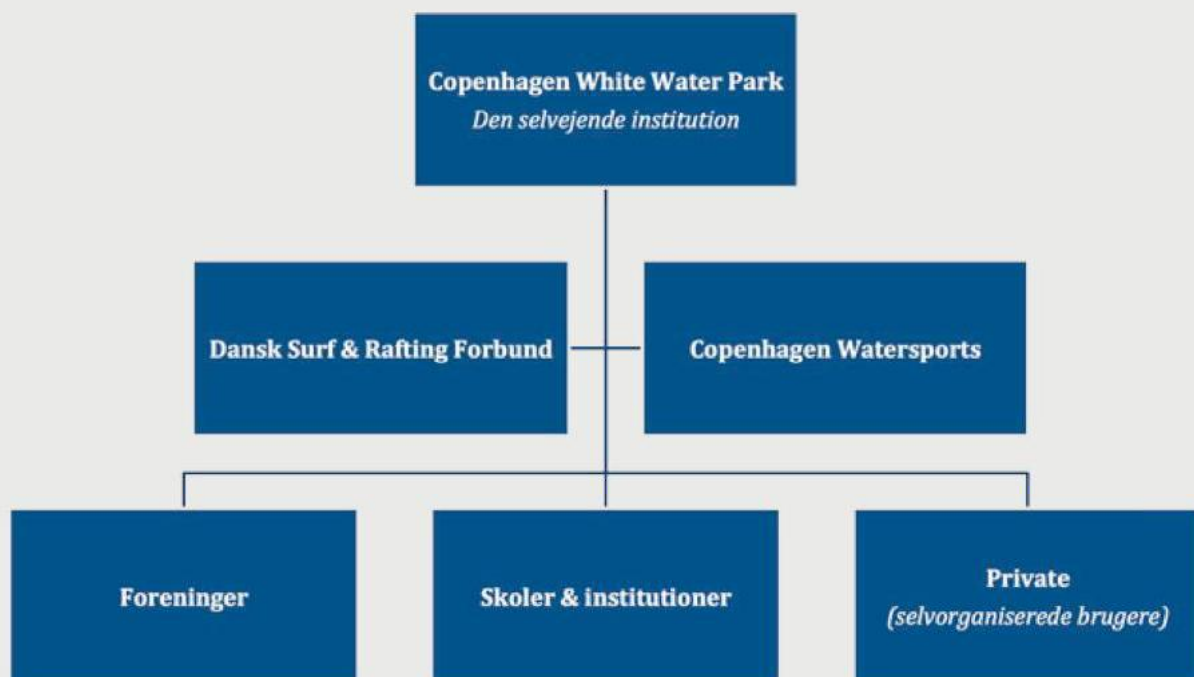 Copenhagen White Water Park
Den selvejende institution
Dansk Surf & Rafting Forbund
Copenhagen Watersports
Foreninger
Skoler & institutioner
Private
(selvorganiserede brugere)